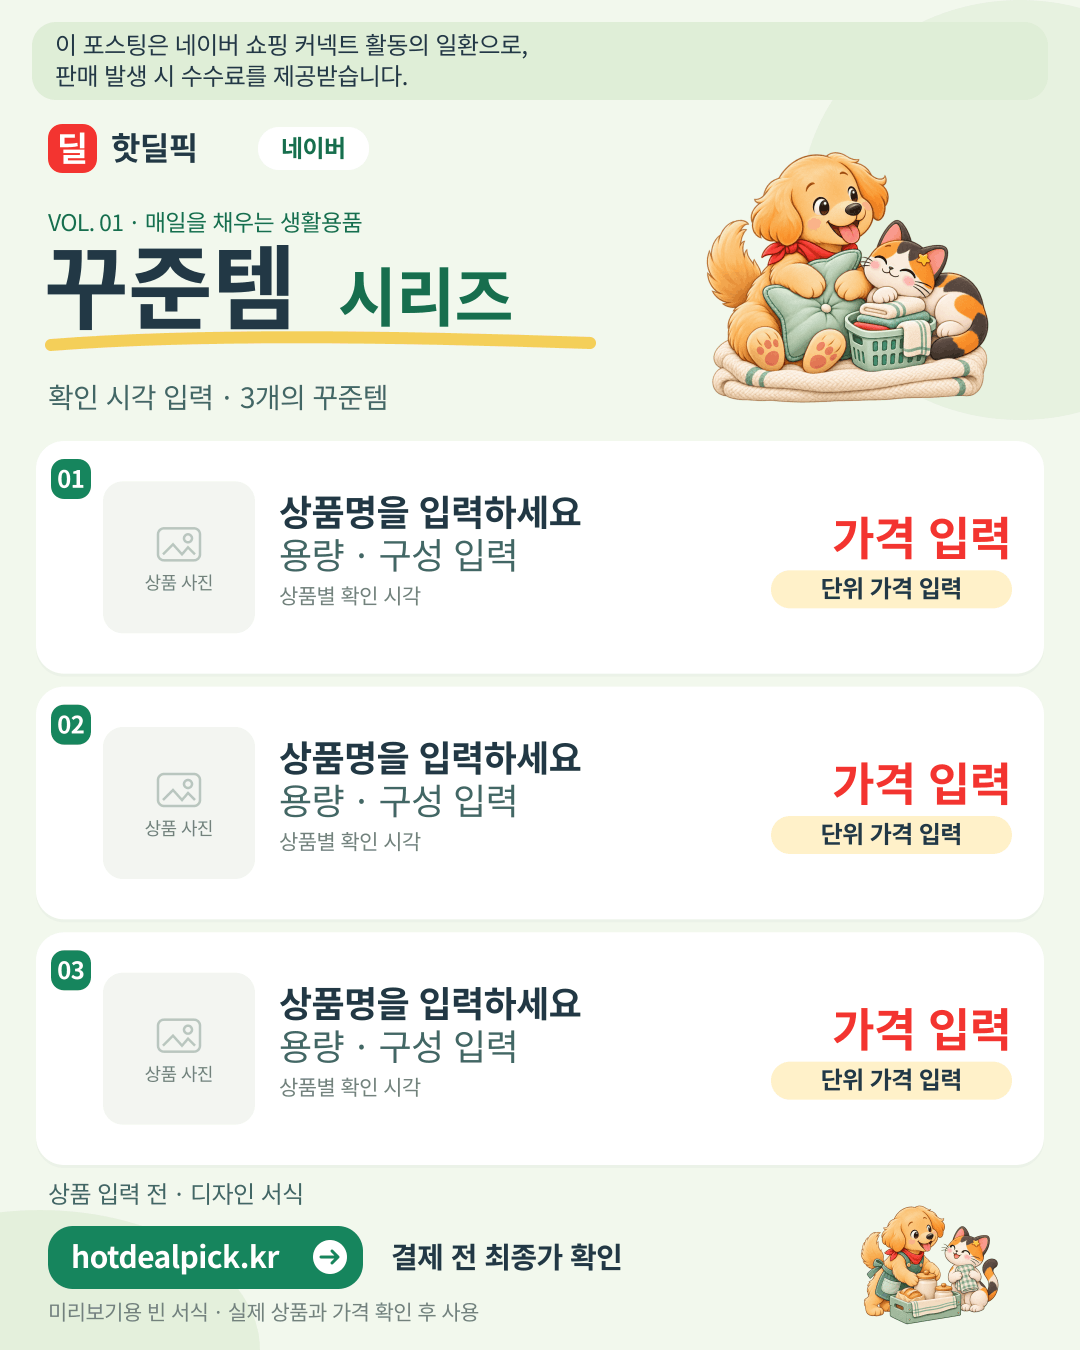 이 포스팅은 네이버 쇼핑 커넥트 활동의 일환으로,
판매 발생 시 수수료를 제공받습니다.
딜 핫딜픽 네이버
VOL. 01 · 매일을 채우는 생활용품
꾸준템 시리즈
확인 시각 입력 · 3개의 꾸준템
01
상품 사진
상품명을 입력하세요
용량 · 구성 입력
상품별 확인 시각
가격 입력
단위 가격 입력
02
상품 사진
상품명을 입력하세요
용량 · 구성 입력
상품별 확인 시각
가격 입력
단위 가격 입력
03
상품 사진
상품명을 입력하세요
용량 · 구성 입력
상품별 확인 시각
가격 입력
단위 가격 입력
상품 입력 전 · 디자인 서식
hotdealpick.kr → 결제 전 최종가 확인
미리보기용 빈 서식 · 실제 상품과 가격 확인 후 사용